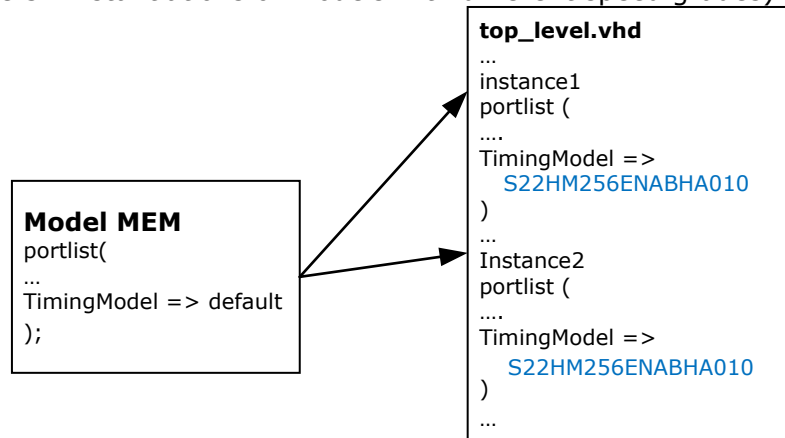 top_level.vhd
…
instance1
portlist (
….
TimingModel =>
S22HM256ENABHA010
)
…
Instance2
portlist (
….
TimingModel =>
S22HM256ENABHA010
)
…
Model MEM
portlist(
…
TimingModel => default
);